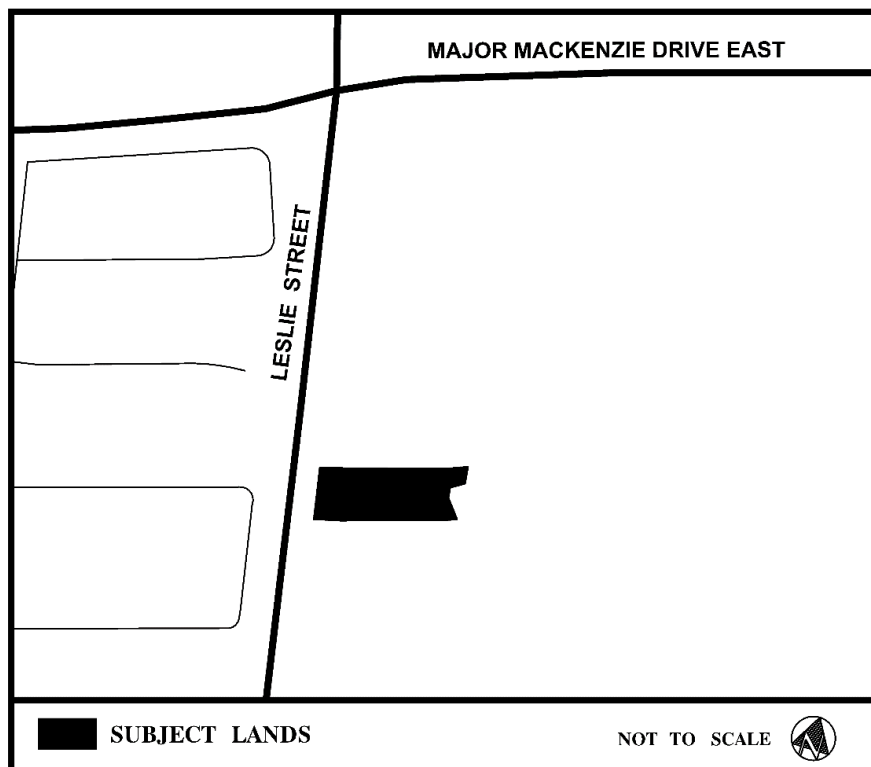 MAJOR MACKENZIE DRIVE EAST
LESLIE STREET
SUBJECT LANDS
NOT TO SCALE